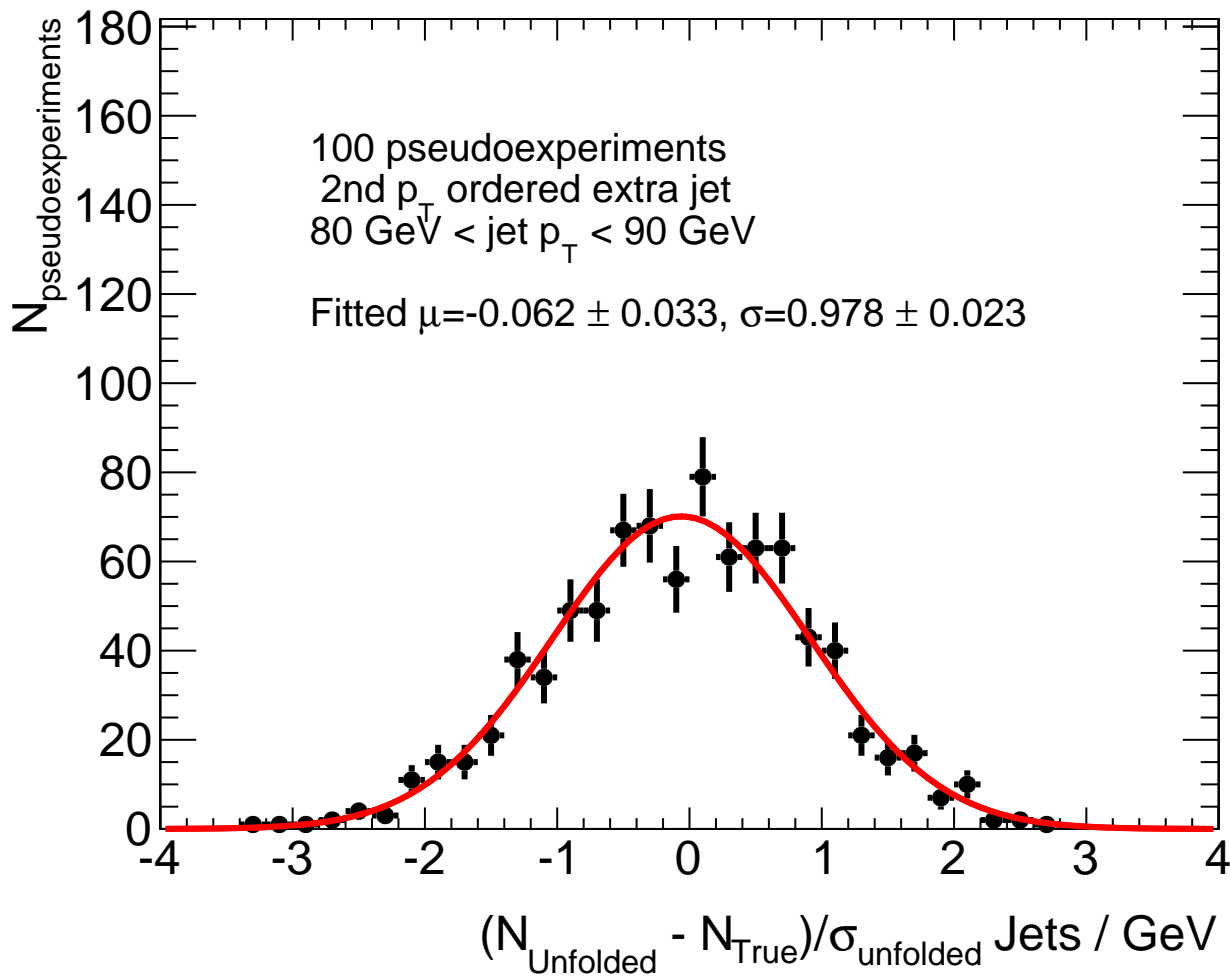 N_pseudoexperiments
180
160
140
120
100
80
60
40
20
0
100 pseudoexperiments
2nd p_T ordered extra jet
80 GeV < jet p_T < 90 GeV
Fitted μ=-0.062 ± 0.033, σ=0.978 ± 0.023
-4 -3 -2 -1 0 1 2 3 4
(N_Unfolded - N_True)/σ_unfolded Jets / GeV